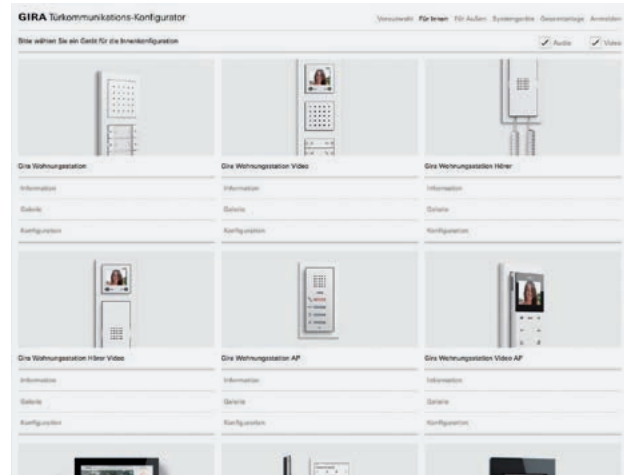 GIRA Türkommunikations-Konfigurator
Vorauswahl Für Innen Für Außen Systemgeräte Gesamtanlage Anmelden
Bitte wählen Sie ein Gerät für die Innenkonfiguration
Audio Video
Gira Wohnungsstation Gira Wohnungsstation Video Gira Wohnungsstation Hörer
Information Information Information
Galerie Galerie Galerie
Konfiguration Konfiguration Konfiguration
Gira Wohnungsstation Hörer Video Gira Wohnungsstation AP Gira Wohnungsstation Video AP
Information Information Information
Galerie Galerie Galerie
Konfiguration Konfiguration Konfiguration